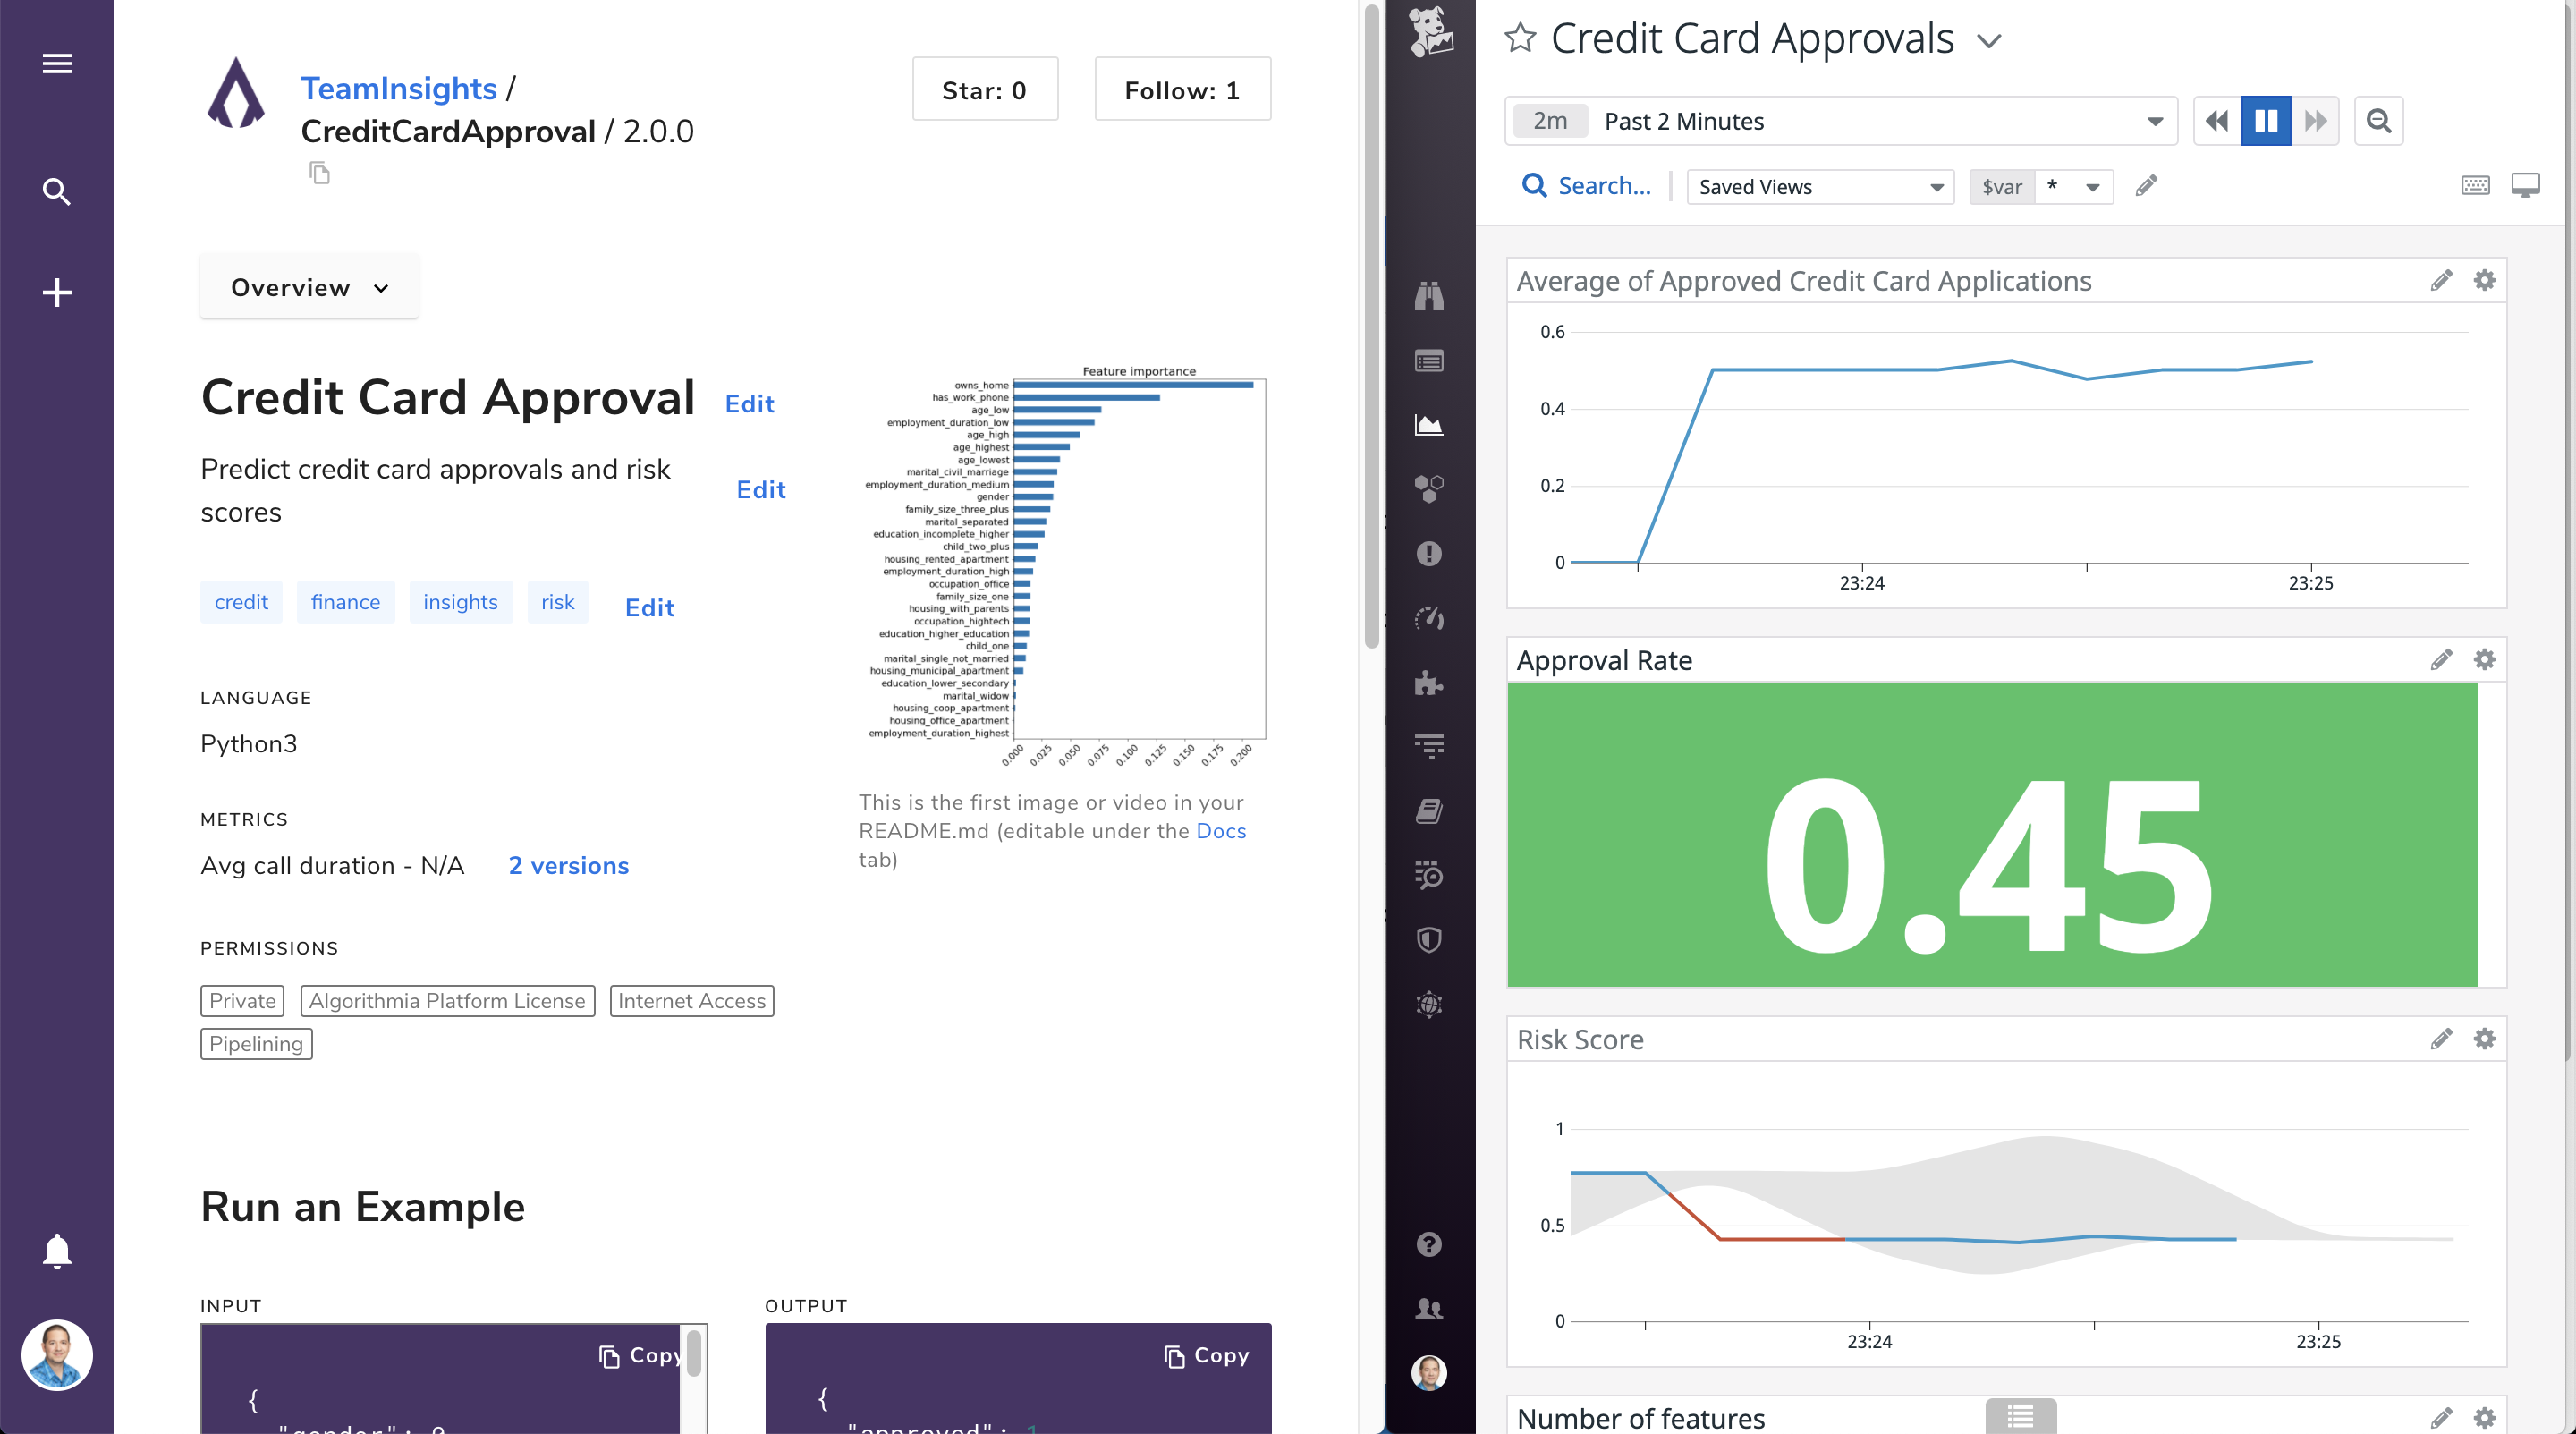 TeamInsights /
CreditCardApproval / 2.0.0
Star: 0
Follow: 1
Overview
Credit Card Approval
Edit
Predict credit card approvals and risk
scores
Edit
credit
finance
insights
risk
Edit
LANGUAGE
Python3
METRICS
Avg call duration - N/A
2 versions
PERMISSIONS
Private
Algorithmia Platform License
Internet Access
Pipelining
Feature importance
owns_home
has_work_phone
age_low
employment_duration_low
age_high
age_highest
age_lowest
marital_civil_marriage
employment_duration_medium
gender
family_size_three_plus
marital_separated
education_incomplete_higher
child_two_plus
housing_rented_apartment
employment_duration_high
occupation_office
family_size_one
housing_with_parents
occupation_hightech
education_higher_education
child_one
marital_single_not_married
housing_municipal_apartment
education_lower_secondary
marital_widow
housing_coop_apartment
housing_office_apartment
employment_duration_highest
0.000 0.025 0.050 0.075 0.100 0.125 0.150 0.175 0.200
This is the first image or video in your
README.md (editable under the Docs
tab)
Run an Example
INPUT
Copy
{
"gender": 0
OUTPUT
Copy
{
"approved": 1
Credit Card Approvals
2m Past 2 Minutes
Search...
Saved Views
$var *
Average of Approved Credit Card Applications
0.6
0.4
0.2
0
23:24 23:25
Approval Rate
0.45
Risk Score
1
0.5
0
23:24 23:25
Number of features